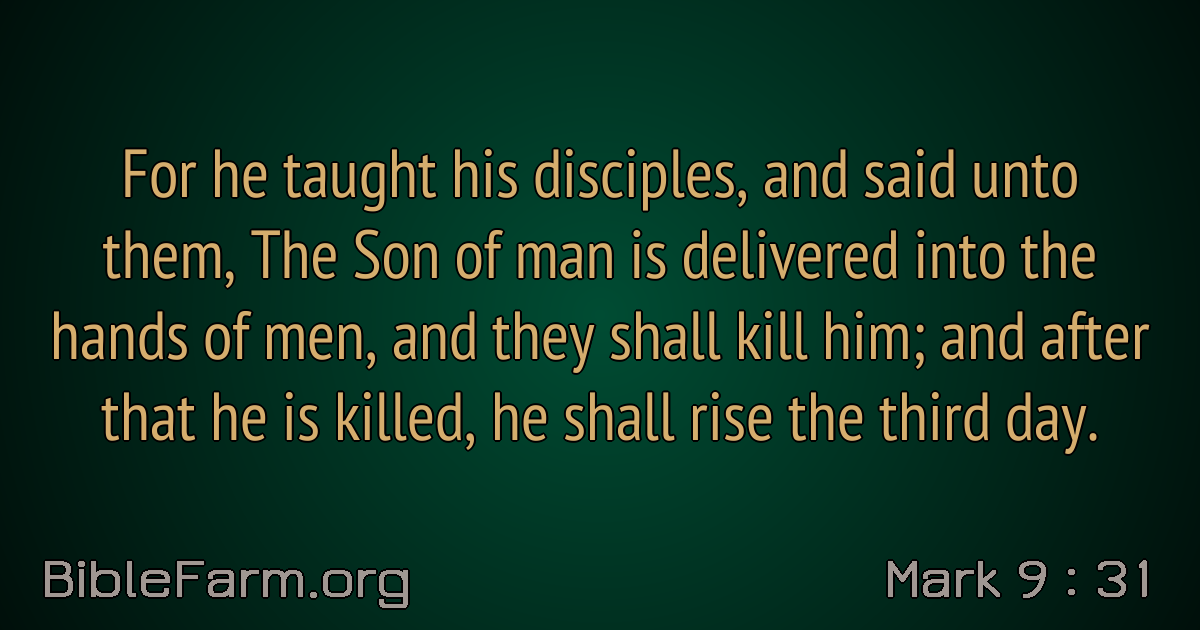 For he taught his disciples, and said unto
them, The Son of man is delivered into the
hands of men, and they shall kill him; and after
that he is killed, he shall rise the third day.
BibleFarm.org
Mark 9 : 31